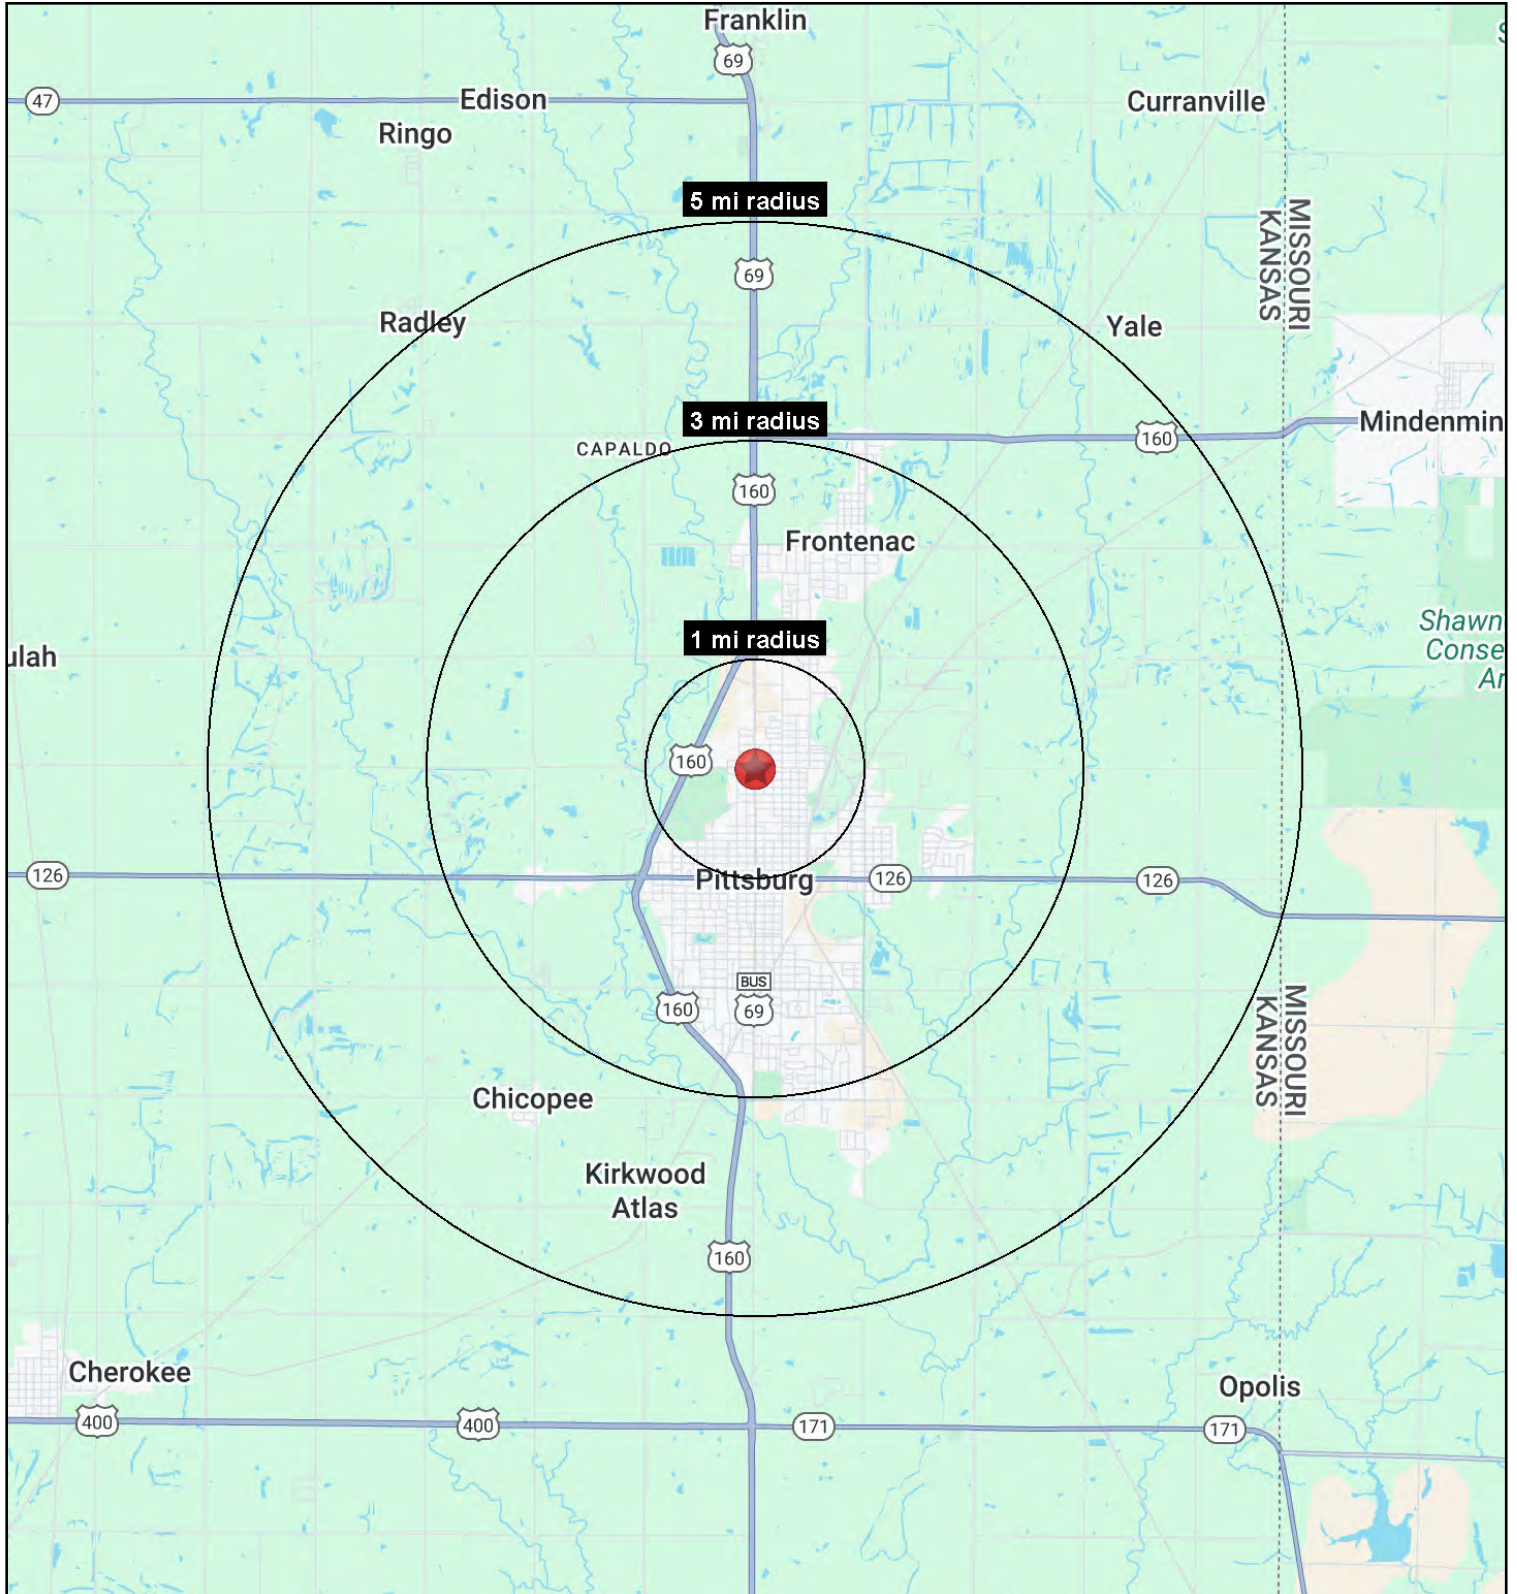 Franklin
69
47
Edison
Curranville
Ringo
5 mi radius
MISSOURI
KANSAS
69
Radley
Yale
3 mi radius
Mindenmin
160
CAPALDO
160
Frontenac
Shawn
Conse
Ar
1 mi radius
ulah
160
126
Pittsburg
126
126
BUS
69
160
MISSOURI
KANSAS
Chicopee
Kirkwood
Atlas
160
Cherokee
Opolis
400
400
171
171